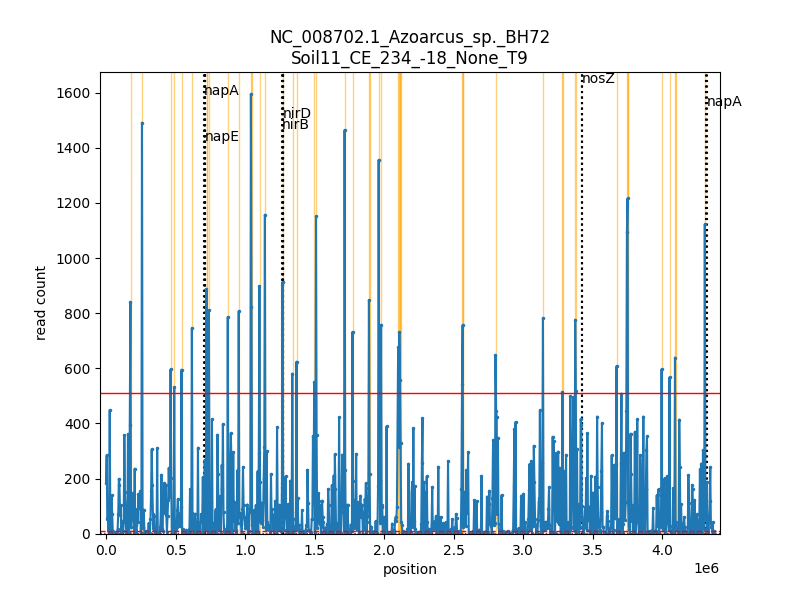 NC_008702.1_Azoarcus_sp._BH72
Soil11_CE_234_-18_None_T9
read count
1600
1400
1200
1000
800
600
400
200
0
napA
napE
nirD
nirB
nosZ
napA
0.0 0.5 1.0 1.5 2.0 2.5 3.0 3.5 4.0
1e6
position